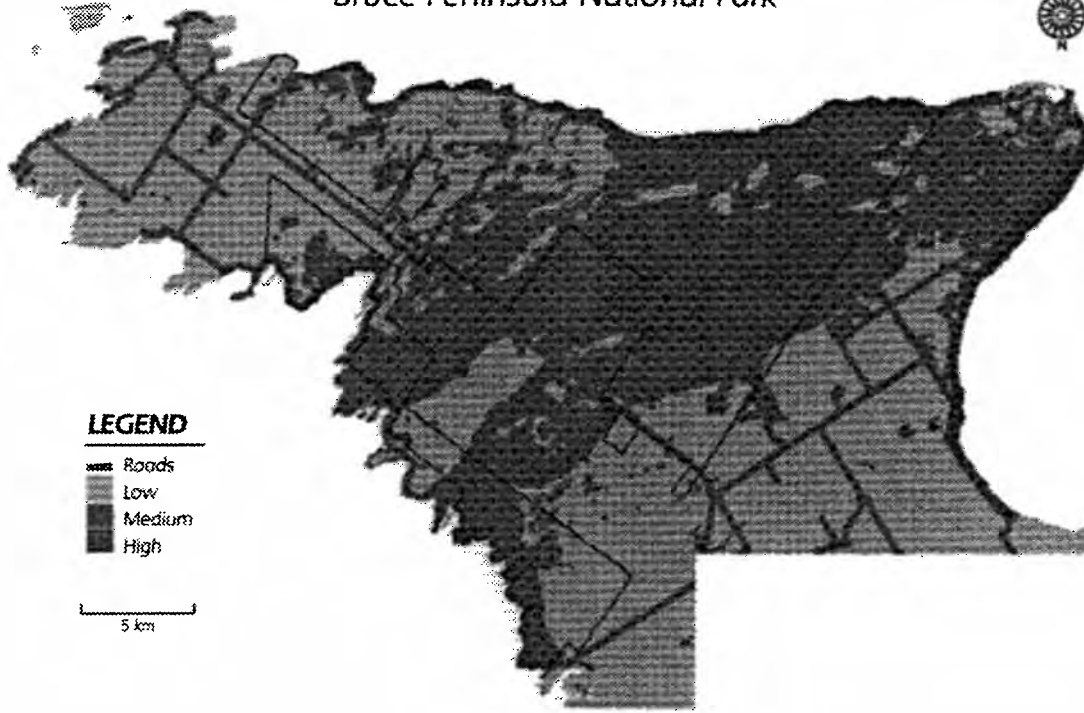 Bruce Peninsula National Park
N
LEGEND
Roads
Low
Medium
High
5 km